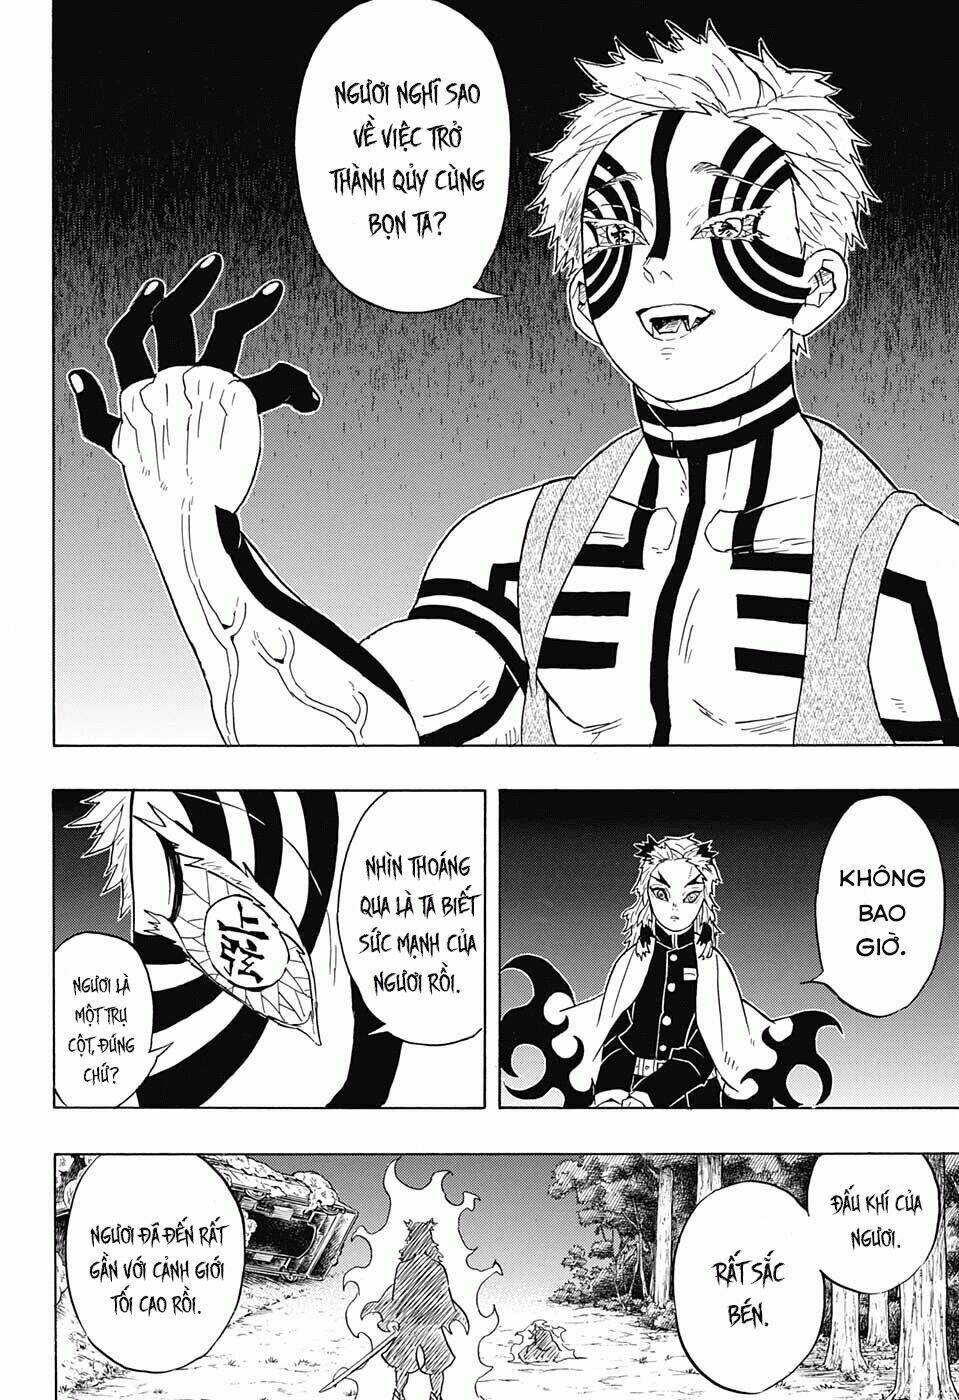 NGƯƠI NGHĨ SAO
VỀ VIỆC TRỞ
THÀNH QỦY CÙNG
BỌN TA?
KHÔNG
BAO
GIỜ.
NHÌN THOÁNG
QUA LÀ TA BIẾT
SỨC MẠNH CỦA
NGƯƠI RỒI.
NGƯƠI LÀ
MỘT TRỤ
CỘT, ĐÚNG
CHỨ?
ĐẤU KHÍ CỦA
NGƯƠI.
RẤT SẮC
BÉN.
NGƯƠI ĐÃ ĐẾN RẤT
GẦN VỚI CẢNH GIỚI
TỐI CAO RỒI.